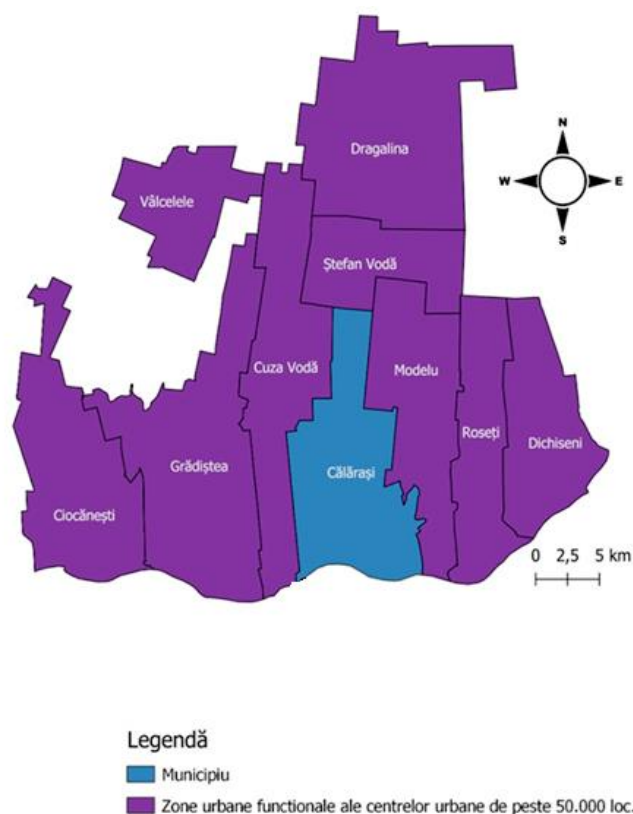 N
W E
S
Dragalina
Vâlcelele
Ștefan Vodă
Cuza Vodă
Modelu
Roseți
Dichiseni
Grădiștea
Călărași
Ciocănești
0 2,5 5 km
Legendă
Municipiu
Zone urbane functionale ale centrelor urbane de peste 50.000 loc.